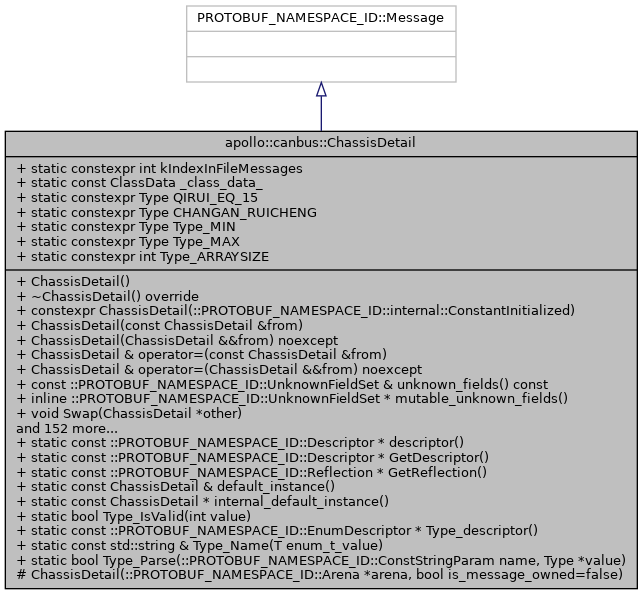 PROTOBUF_NAMESPACE_ID::Message
apollo::canbus::ChassisDetail
+ static constexpr int kIndexInFileMessages
+ static const ClassData _class_data_
+ static constexpr Type QIRUI_EQ_15
+ static constexpr Type CHANGAN_RUICHENG
+ static constexpr Type Type_MIN
+ static constexpr Type Type_MAX
+ static constexpr int Type_ARRAYSIZE
+ ChassisDetail()
+ ~ChassisDetail() override
+ constexpr ChassisDetail(::PROTOBUF_NAMESPACE_ID::internal::ConstantInitialized)
+ ChassisDetail(const ChassisDetail &from)
+ ChassisDetail(ChassisDetail &&from) noexcept
+ ChassisDetail & operator=(const ChassisDetail &from)
+ ChassisDetail & operator=(ChassisDetail &&from) noexcept
+ const ::PROTOBUF_NAMESPACE_ID::UnknownFieldSet & unknown_fields() const
+ inline ::PROTOBUF_NAMESPACE_ID::UnknownFieldSet * mutable_unknown_fields()
+ void Swap(ChassisDetail *other)
and 152 more...
+ static const ::PROTOBUF_NAMESPACE_ID::Descriptor * descriptor()
+ static const ::PROTOBUF_NAMESPACE_ID::Descriptor * GetDescriptor()
+ static const ::PROTOBUF_NAMESPACE_ID::Reflection * GetReflection()
+ static const ChassisDetail & default_instance()
+ static const ChassisDetail * internal_default_instance()
+ static bool Type_IsValid(int value)
+ static const ::PROTOBUF_NAMESPACE_ID::EnumDescriptor * Type_descriptor()
+ static const std::string & Type_Name(T enum_t_value)
+ static bool Type_Parse(::PROTOBUF_NAMESPACE_ID::ConstStringParam name, Type *value)
# ChassisDetail(::PROTOBUF_NAMESPACE_ID::Arena *arena, bool is_message_owned=false)